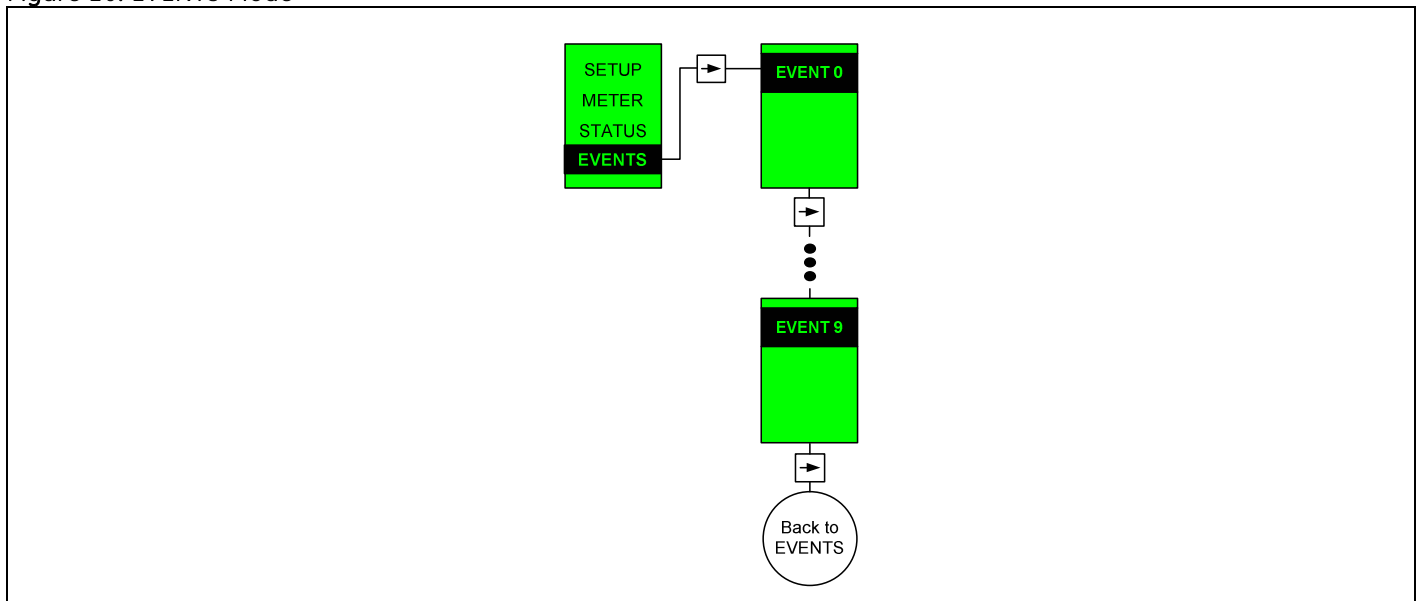 SETUP
METER
STATUS
EVENTS
EVENT 0
EVENT 9
Back to
EVENTS